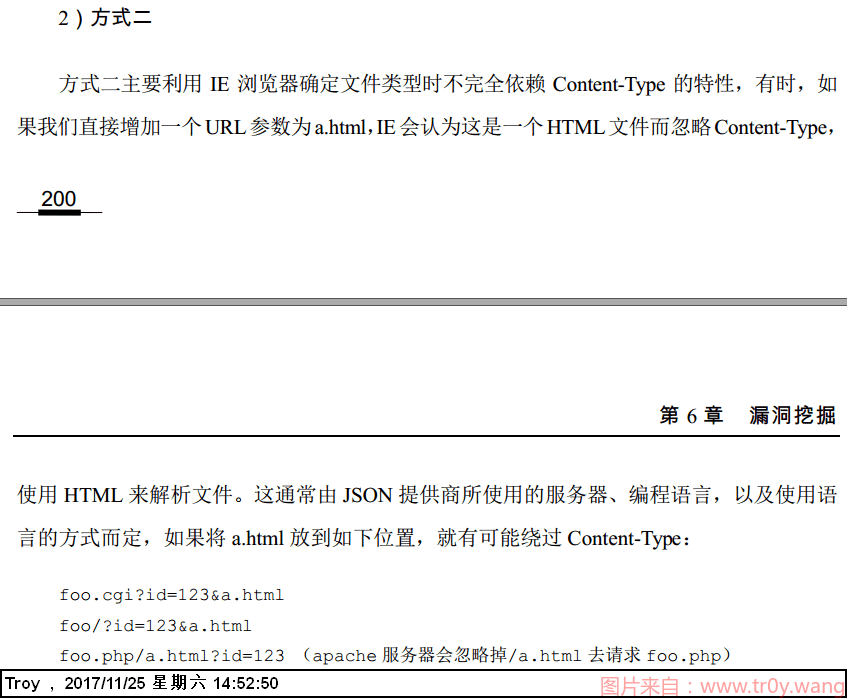 2）方式二
方式二主要利用 IE 浏览器确定文件类型时不完全依赖 Content-Type 的特性，有时，如
果我们直接增加一个 URL 参数为 a.html，IE 会认为这是一个 HTML 文件而忽略 Content-Type，
200
第 6 章 漏洞挖掘
使用 HTML 来解析文件。这通常由 JSON 提供商所使用的服务器、编程语言，以及使用语
言的方式而定，如果将 a.html 放到如下位置，就有可能绕过 Content-Type：
foo.cgi?id=123&a.html
foo/?id=123&a.html
foo.php/a.html?id=123 （apache 服务器会忽略掉/a.html 去请求 foo.php）
Troy , 2017/11/25 星期六 14:52:50
图片来自：www.tr0y.wang